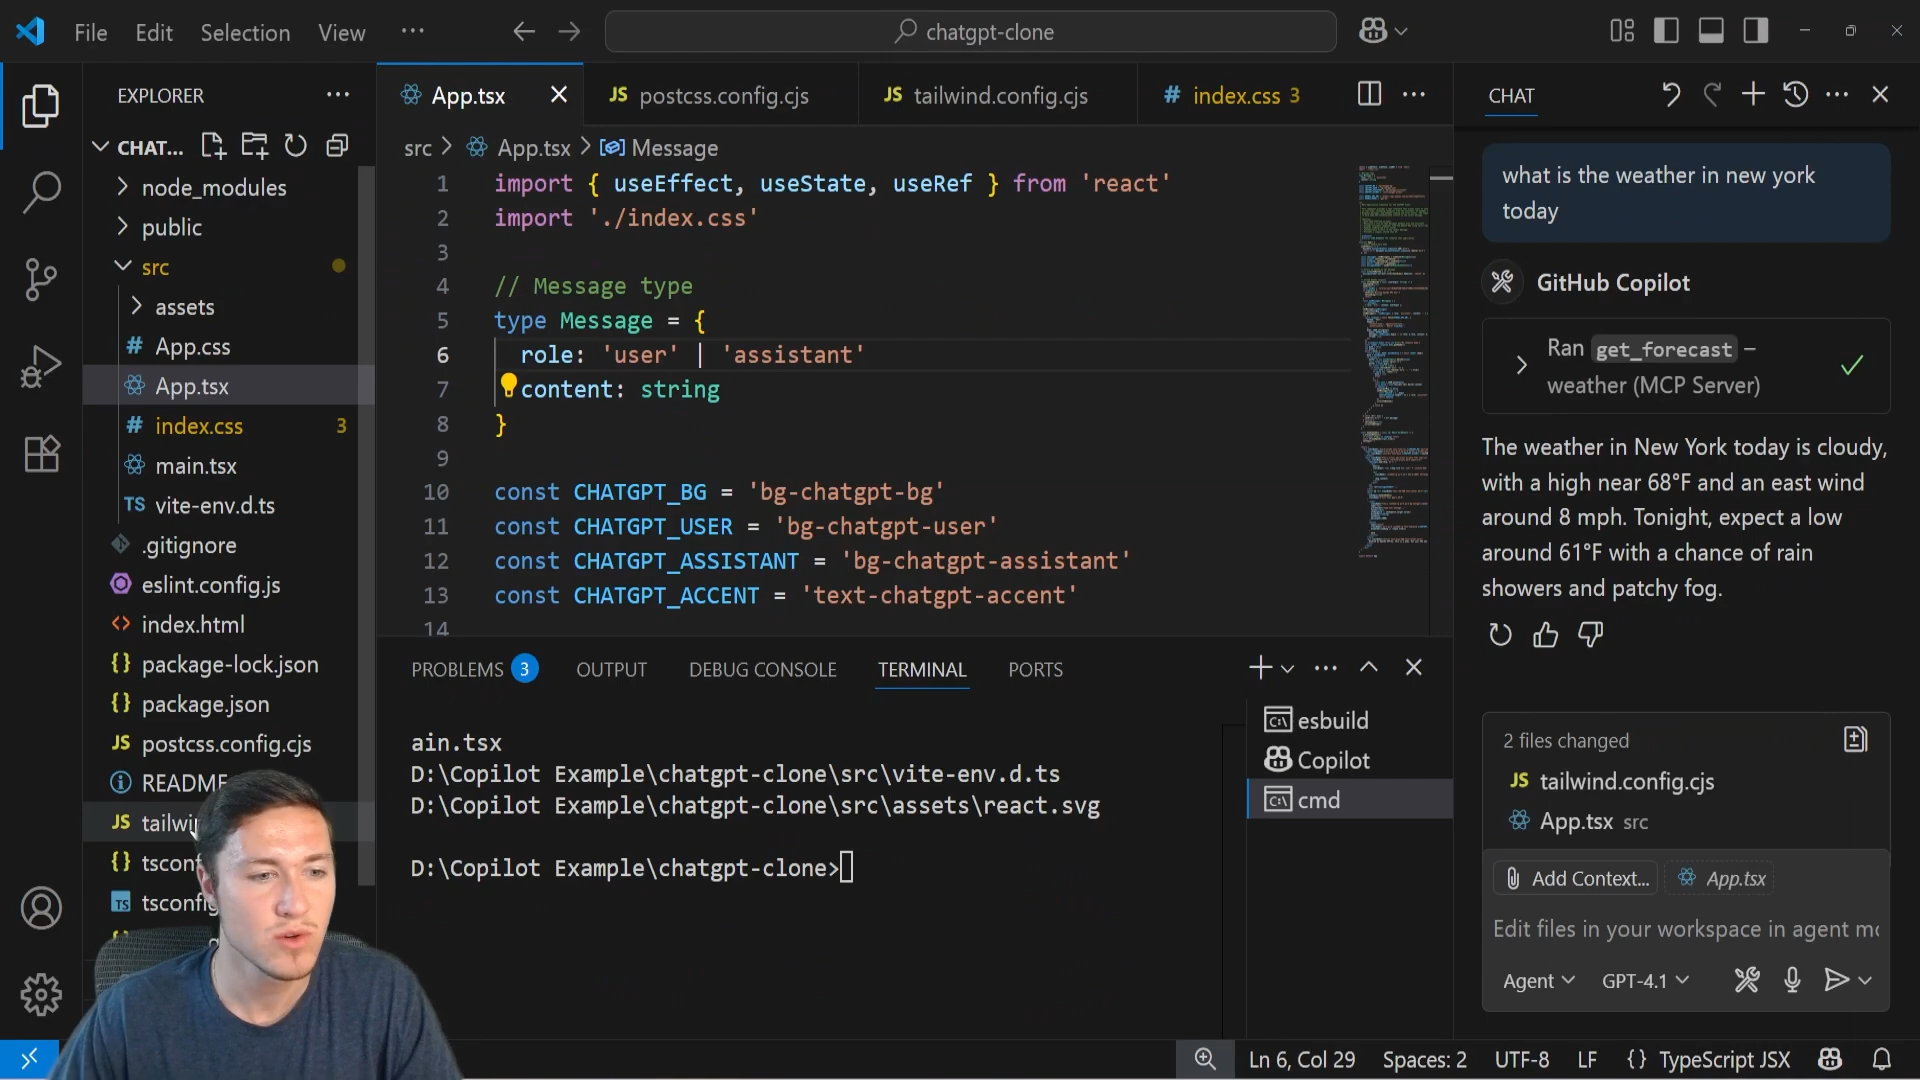 File Edit Selection View ...
chatgpt-clone
EXPLORER
CHAT...
node_modules
public
src
assets
App.css
App.tsx
index.css 3
main.tsx
vite-env.d.ts
.gitignore
eslint.config.js
index.html
package-lock.json
package.json
postcss.config.cjs
README
tailwi
tsconf
tsconfig
App.tsx
postcss.config.cjs
tailwind.config.cjs
index.css 3
src > App.tsx > Message
1 import { useEffect, useState, useRef } from 'react'
2 import './index.css'
3
4 // Message type
5 type Message = {
6 role: 'user' | 'assistant'
7 content: string
8 }
9
10 const CHATGPT_BG = 'bg-chatgpt-bg'
11 const CHATGPT_USER = 'bg-chatgpt-user'
12 const CHATGPT_ASSISTANT = 'bg-chatgpt-assistant'
13 const CHATGPT_ACCENT = 'text-chatgpt-accent'
14
PROBLEMS 3 OUTPUT DEBUG CONSOLE TERMINAL PORTS
ain.tsx
D:\Copilot Example\chatgpt-clone\src\vite-env.d.ts
D:\Copilot Example\chatgpt-clone\src\assets\react.svg
D:\Copilot Example\chatgpt-clone>
esbuild
Copilot
cmd
CHAT
what is the weather in new york
today
GitHub Copilot
Ran get_forecast –
weather (MCP Server)
The weather in New York today is cloudy,
with a high near 68°F and an east wind
around 8 mph. Tonight, expect a low
around 61°F with a chance of rain
showers and patchy fog.
2 files changed
JS tailwind.config.cjs
App.tsx src
Add Context... App.tsx
Edit files in your workspace in agent mo
Agent GPT-4.1
Ln 6, Col 29 Spaces: 2 UTF-8 LF {} TypeScript JSX